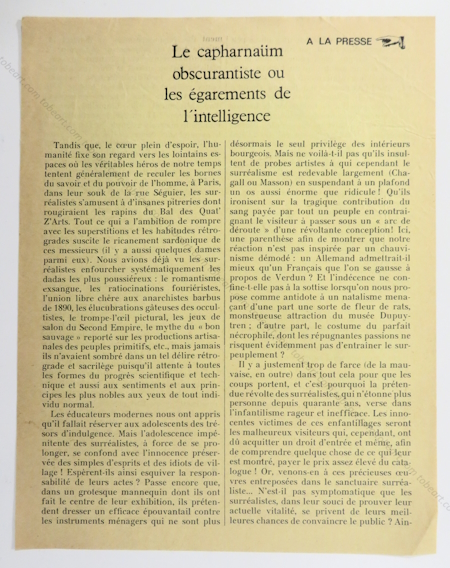 A LA PRESSE
Le capharnaüm
obscurantiste ou
les égarements de
l'intelligence
Tandis que, le cœur plein d'espoir, l'hu-
manité fixe son regard vers les lointains es-
paces où les véritables héros de notre temps
tentent généralement de reculer les bornes
du savoir et du pouvoir de l'homme, à Paris,
dans leur souk de la rue Séguier, les sur-
réalistes s'amusent à d'insanes pitreries dont
rougiraient les rapins du Bal des Quat'
Z'Arts. Tout ce qui a l'ambition de rompre
avec les superstitions et les habitudes rétro-
grades suscite le ricanement sardonique de
ces messieurs (il y a aussi quelques dames
parmi eux). Nous avions déjà vu les sur-
réalistes enfourcher systématiquement les
dadas les plus poussiéreux : le romantisme
exsangue, les ratiocinations fouriéristes,
l'union libre chère aux anarchistes barbus
de 1890, les élucubrations gâteuses des occul-
tistes, le trompe-l'œil pictural, les jeux de
salon du Second Empire, le mythe du « bon
sauvage » reporté sur les productions artisa-
nales des peuples primitifs, etc., mais jamais
ils n'avaient sombré dans un tel délire rétro-
grade et sacrilège puisqu'il attente à toutes
les formes du progrès scientifique et tech-
nique et aussi aux sentiments et aux prin-
cipes les plus nobles aux yeux de tout indi-
vidu normal.
Les éducateurs modernes nous ont appris
qu'il fallait réserver aux adolescents des tré-
sors d'indulgence. Mais l'adolescence impé-
nitente des surréalistes, à force de se pro-
longer, se confond avec l'innocence préser-
vée des simples d'esprits et des idiots de vil-
lage ! Espèrent-ils ainsi esquiver la respon-
sabilité de leurs actes ? Passe encore que,
dans un grotesque mannequin dont ils ont
fait le centre de leur exhibition, ils préten-
dent dresser un efficace épouvantail contre
les instruments ménagers qui ne sont plus
désormais le seul privilège des intérieurs
bourgeois. Mais ne voilà-t-il pas qu'ils insul-
tent de probes artistes à qui cependant le
surréalisme est redevable largement (Cha-
gall ou Masson) en suspendant à un plafond
un os aussi énorme que ridicule ! Qu'ils
ironisent sur la tragique contribution du
sang payée par tout un peuple en contrai-
gnant le visiteur à passer sous un « arc de
déroute » d'une révoltante conception! Ici,
une parenthèse afin de montrer que notre
réaction n'est pas inspirée par un chauvi-
nisme démodé : un Allemand admettrait-il
mieux qu'un Français que l'on se gausse à
propos de Verdun ? Et l'indécence ne con-
fine-t-elle pas à la sottise lorsqu'on nous pro-
pose comme antidote à un natalisme mena-
çant d'une part une sorte de fleur de rats,
monstrueuse attraction du musée Dupuy-
tren ; d'autre part, le costume du parfait
nécrophile, dont les répugnantes passions ne
risquent évidemment pas d'entraîner le sur-
peuplement ?
Il y a justement trop de farce (de la mau-
vaise, en outre) dans tout cela pour que les
coups portent, et c'est pourquoi la préten-
due révolte des surréalistes, qui n'étonne plus
personne depuis quarante ans, verse dans
l'infantilisme rageur et inefficace. Les inno-
centes victimes de ces enfantillages seront
les malheureux visiteurs qui, cependant, ont
dû acquitter un droit d'entrée et même, afin
de comprendre quelque chose de ce qui leur
est montré, payer le prix assez élevé du cata-
logue ! Or, venons-en à ces précieuses œu-
vres entreposées dans le sanctuaire surréa-
liste... N'est-il pas symptomatique que les
surréalistes, dans leur souci de prouver leur
actuelle vitalité, se privent de leurs meil-
leures chances de convaincre le public ? Ain-